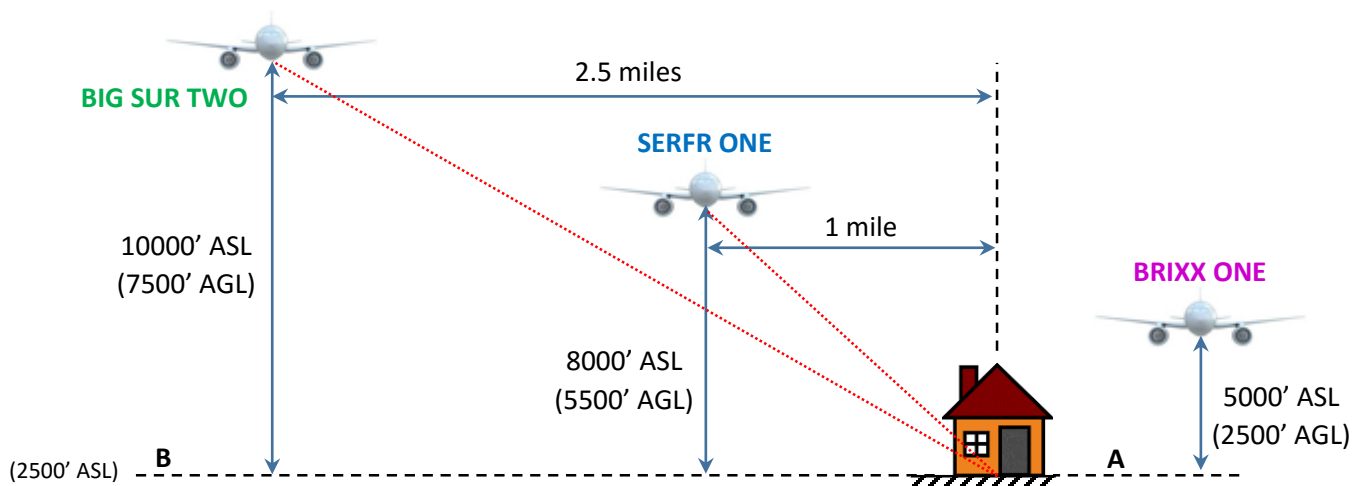 2.5 miles
BIG SUR TWO
SERFR ONE
1 mile
10000’ ASL
(7500’ AGL)
BRIXX ONE
8000’ ASL
(5500’ AGL)
5000’ ASL
(2500’ AGL)
(2500’ ASL)
B
A